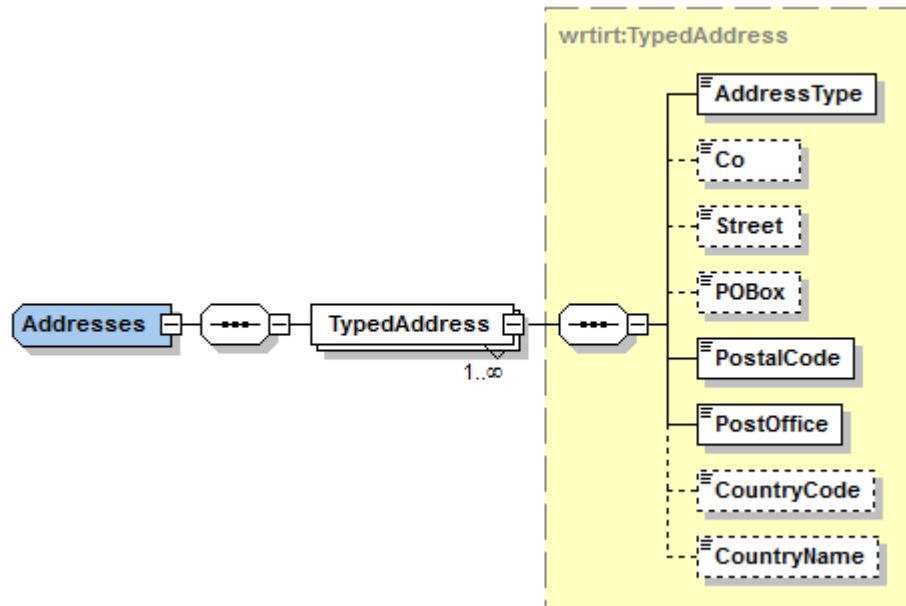 wrtirt:TypedAddress
AddressType
Co
Street
POBox
Addresses
TypedAddress
1..∞
PostalCode
PostOffice
CountryCode
CountryName